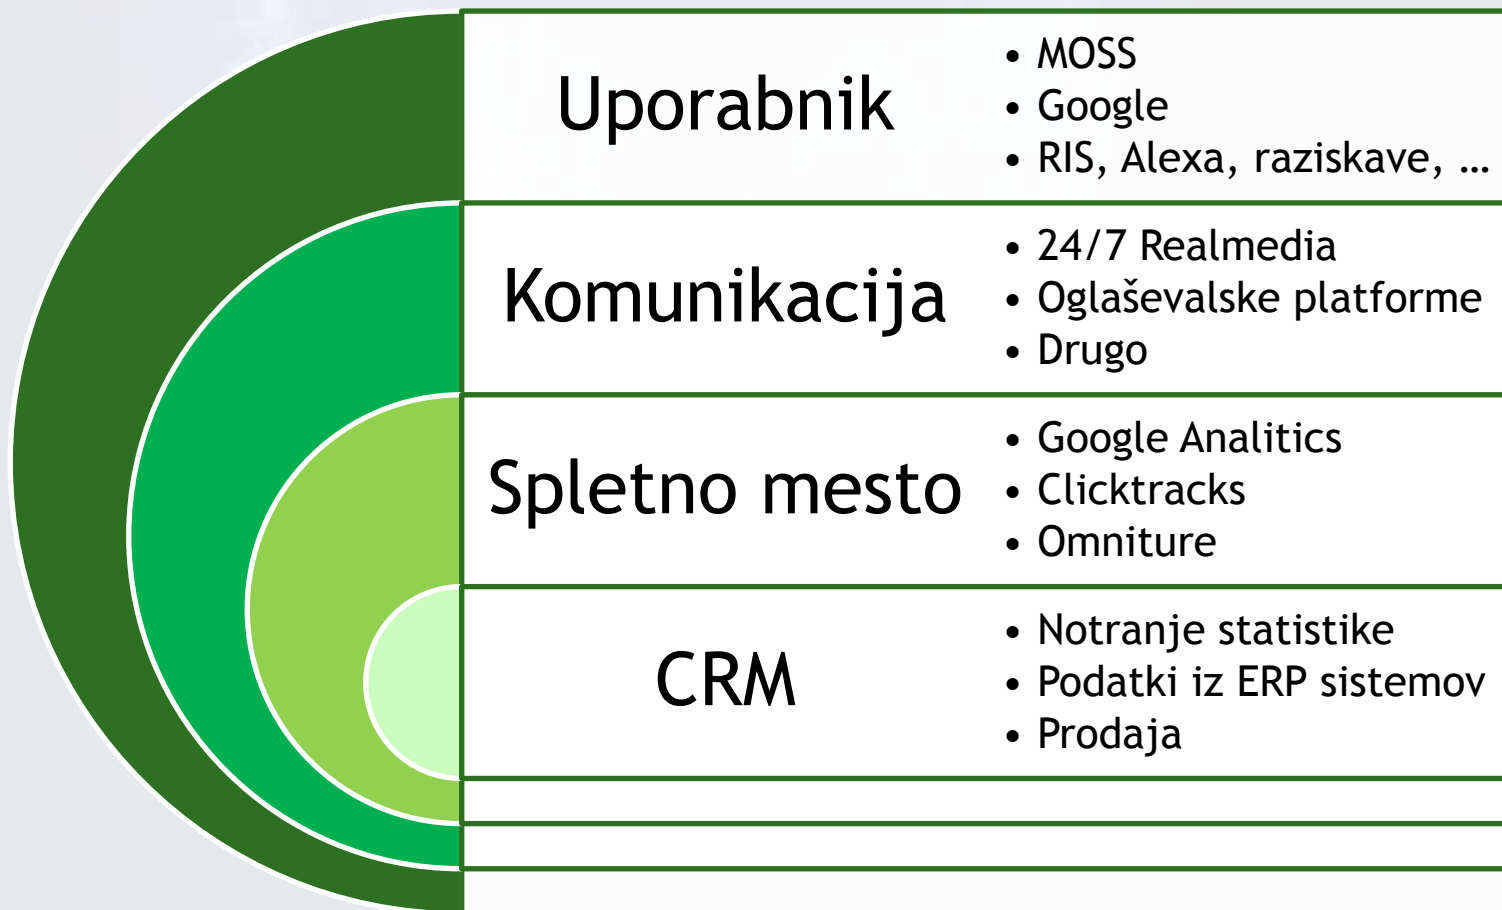 Uporabnik
• MOSS
• Google
• RIS, Alexa, raziskave, …
Komunikacija
• 24/7 Realmedia
• Oglaševalske platforme
• Drugo
Spletno mesto
• Google Analitics
• Clicktracks
• Omniture
CRM
• Notranje statistike
• Podatki iz ERP sistemov
• Prodaja